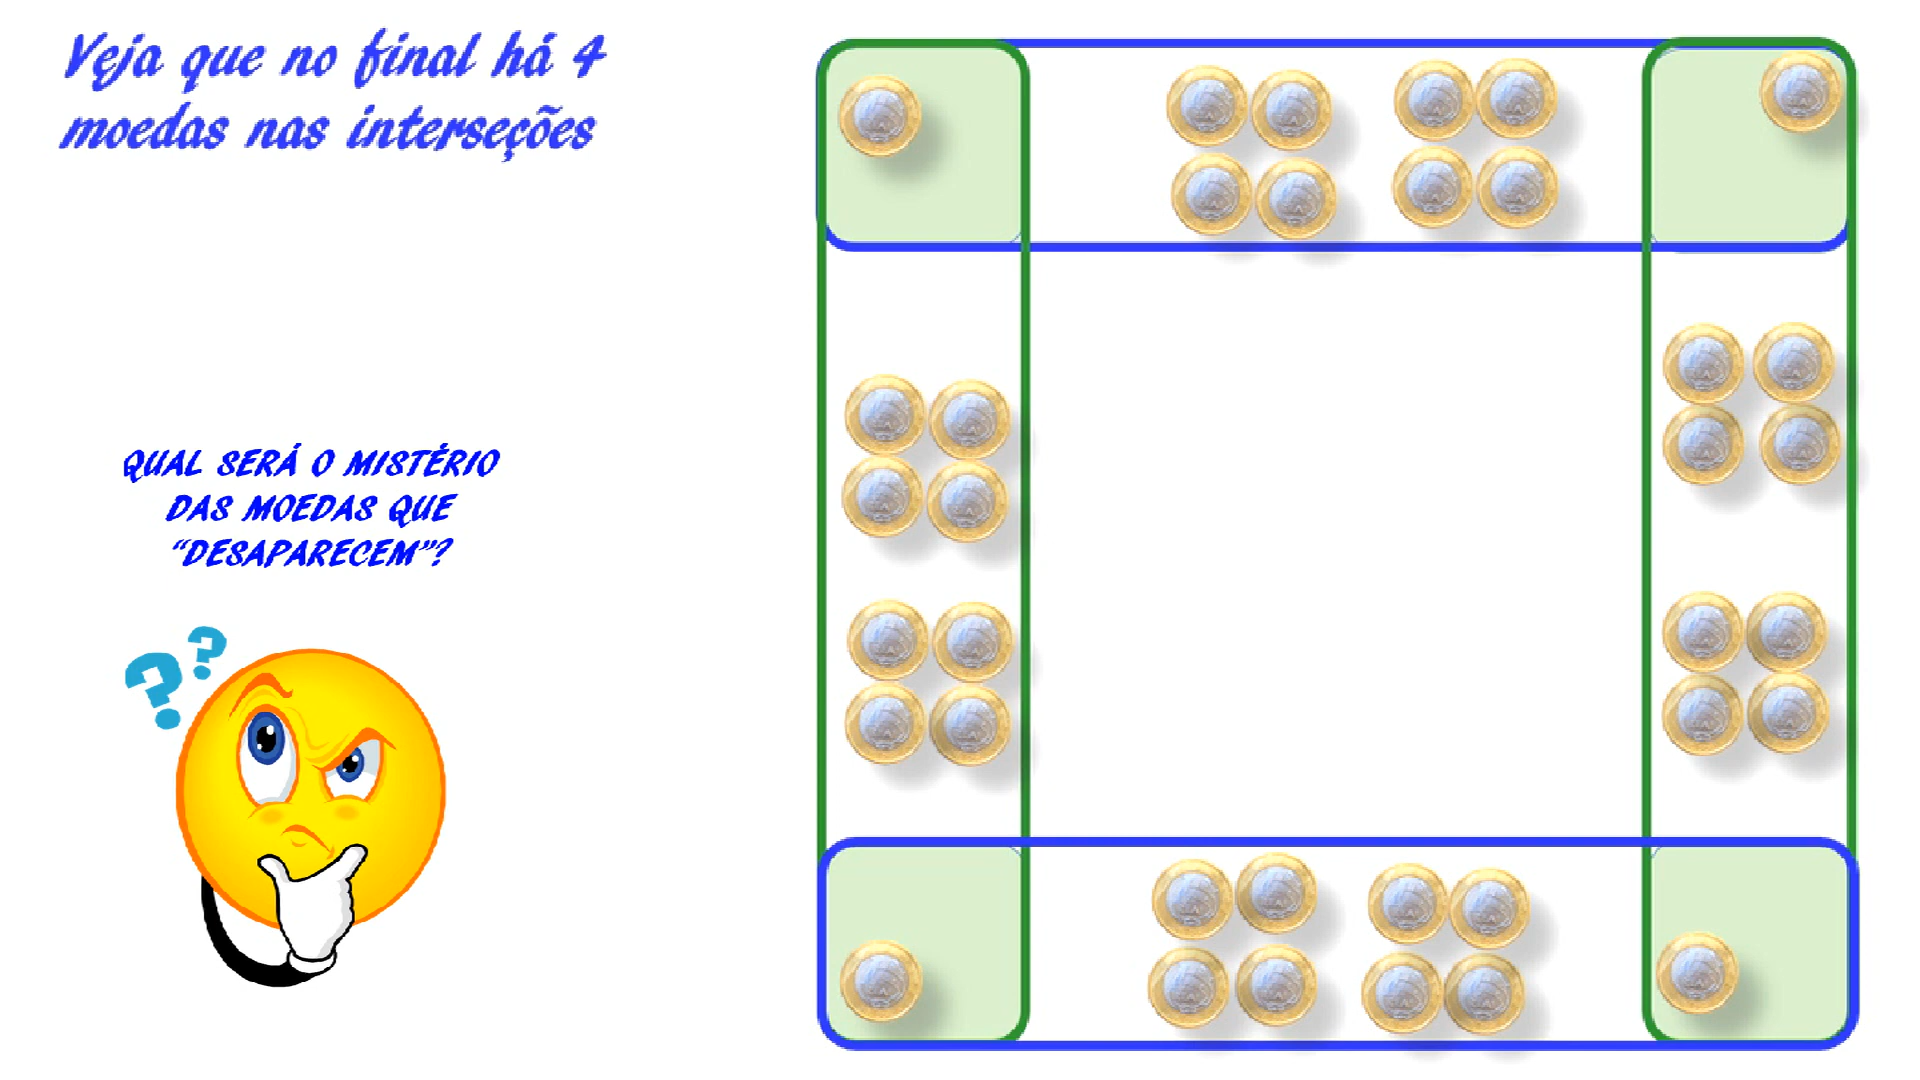 Veja que no final há 4
moedas nas interseções
QUAL SERÁ O MISTÉRIO
DAS MOEDAS QUE
“DESAPARECEM”?
? ?